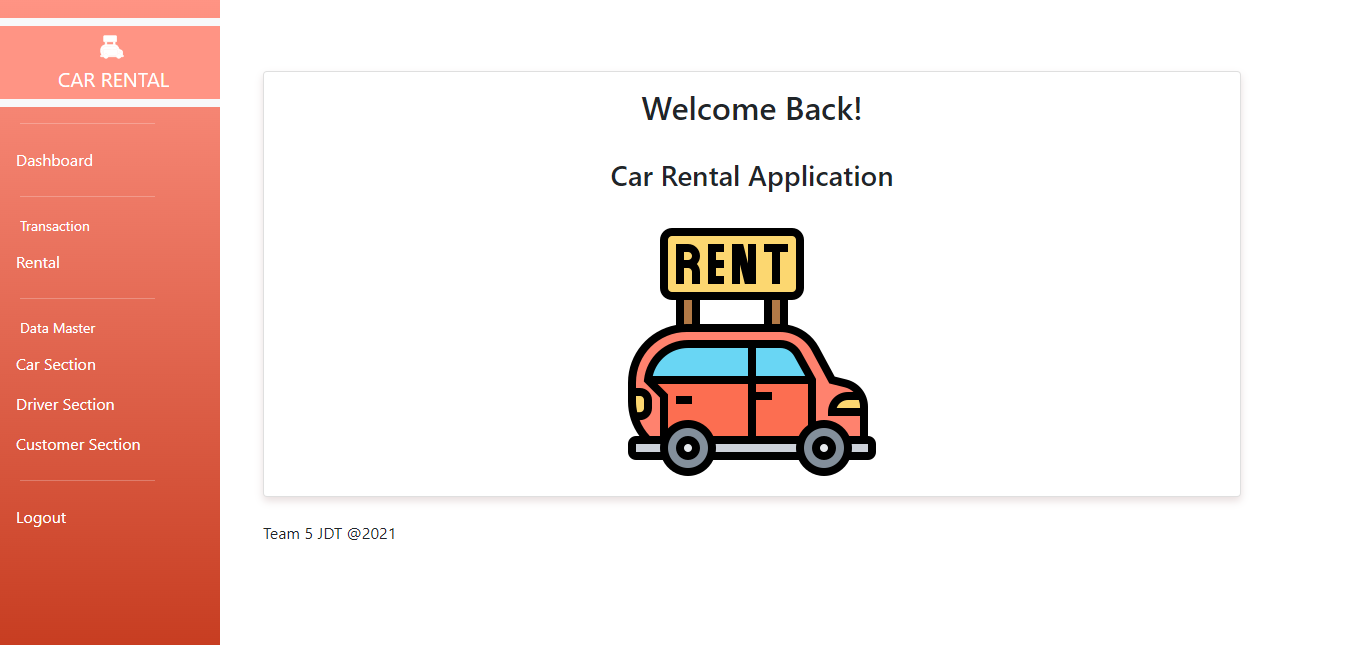 CAR RENTAL
Dashboard
Transaction
Rental
Data Master
Car Section
Driver Section
Customer Section
Logout
Welcome Back!
Car Rental Application
RENT
Team 5 JDT @2021